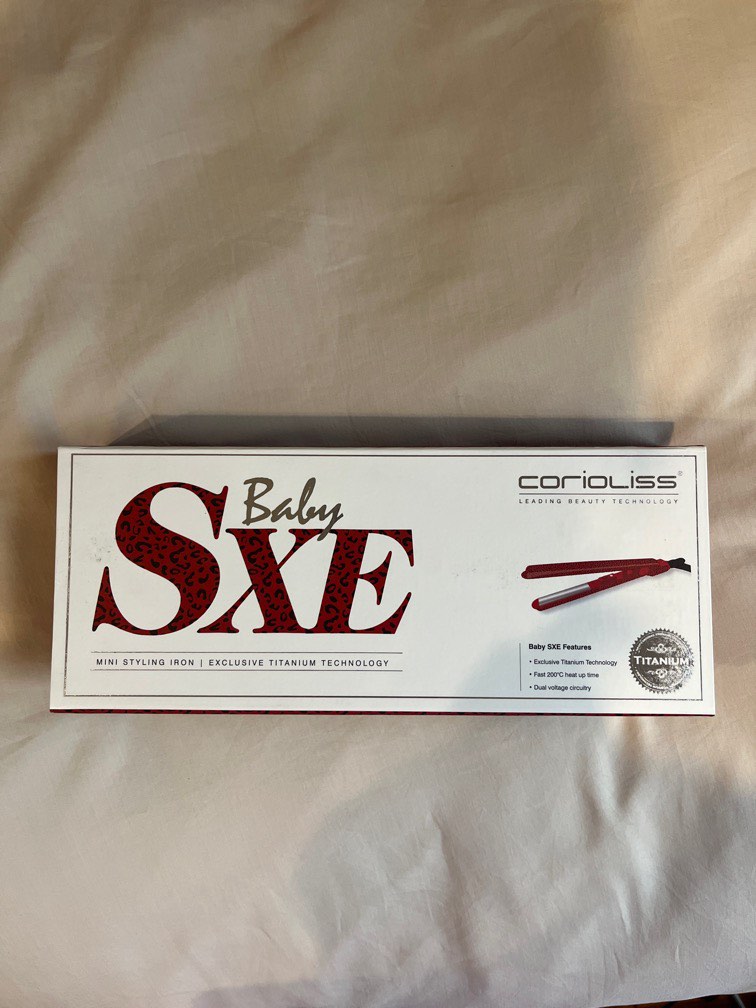 Baby
SXE
MINI STYLING IRON | EXCLUSIVE TITANIUM TECHNOLOGY
corioliss®
LEADING BEAUTY TECHNOLOGY
Baby SXE Features
• Exclusive Titanium Technology
• Fast 200°C heat up time
• Dual voltage circuitry
TITANIUM